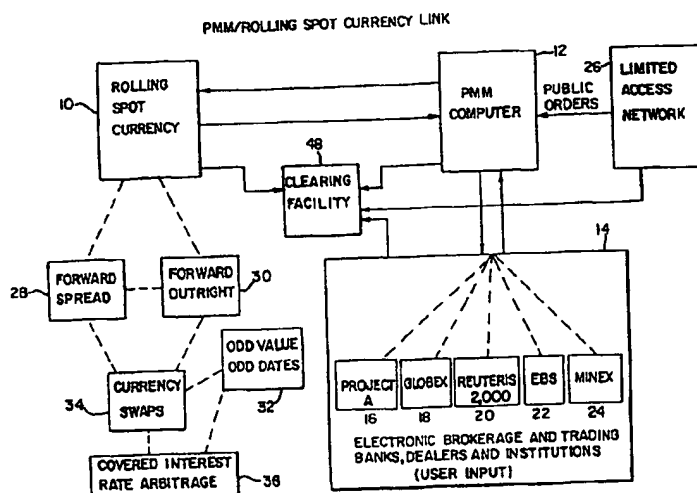 PMM/ROLLING SPOT CURRENCY LINK
10
ROLLING
SPOT
CURRENCY
12
PMM
COMPUTER
PUBLIC
ORDERS
26
LIMITED
ACCESS
NETWORK
48
CLEARING
FACILITY
14
28
FORWARD
SPREAD
FORWARD
OUTRIGHT
30
ODD VALUE
ODD DATES
32
34
CURRENCY
SWAPS
COVERED INTEREST
RATE ARBITRAGE
36
PROJECT
A
16
GLOBEX
18
REUTERIS
2,000
20
EBS
22
MINEX
24
ELECTRONIC BROKERAGE AND TRADING
BANKS, DEALERS AND INSTITUTIONS
(USER INPUT)